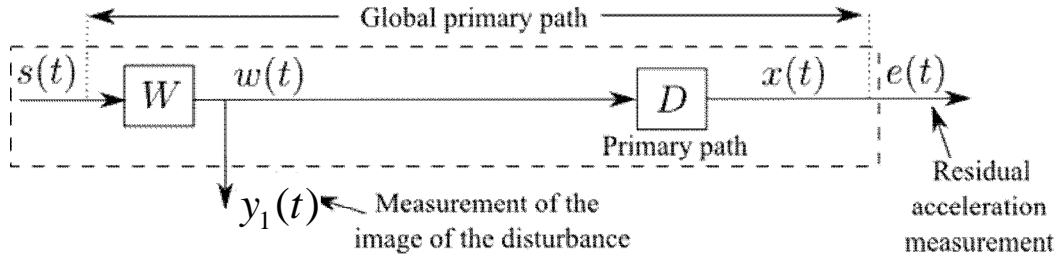 Global primary path
s(t)
W
w(t)
D
x(t)
e(t)
Primary path
y₁(t)
Measurement of the
image of the disturbance
Residual
acceleration
measurement